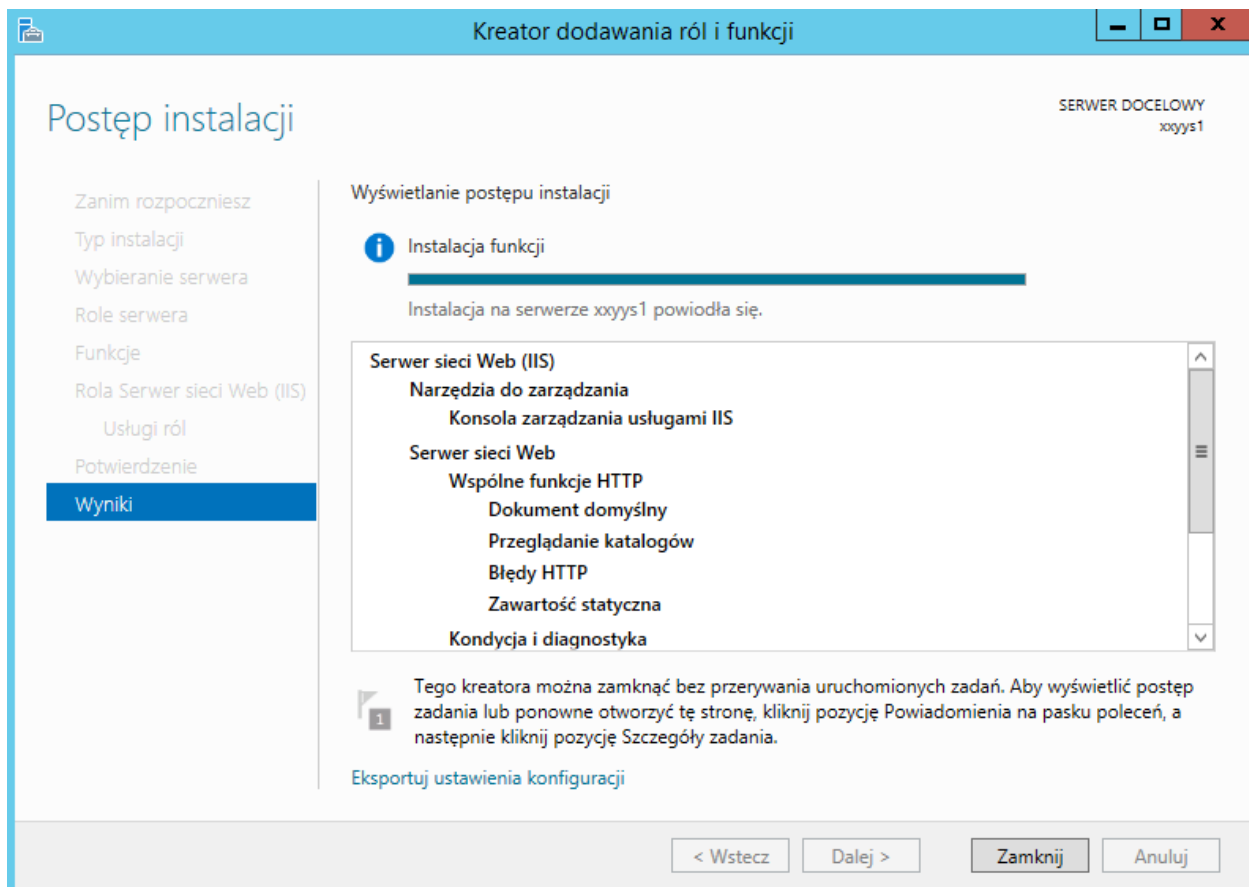 Kreator dodawania ról i funkcji
Postęp instalacji
SERWER DOCELOWY
xxyys1
Zanim rozpoczniesz
Typ instalacji
Wybieranie serwera
Role serwera
Funkcje
Rola Serwer sieci Web (IIS)
Usługi ról
Potwierdzenie
Wyniki
Wyświetlanie postępu instalacji
Instalacja funkcji
Instalacja na serwerze xxyys1 powiodła się.
Serwer sieci Web (IIS)
Narzędzia do zarządzania
Konsola zarządzania usługami IIS
Serwer sieci Web
Wspólne funkcje HTTP
Dokument domyślny
Przeglądanie katalogów
Błędy HTTP
Zawartość statyczna
Kondycja i diagnostyka
1
Tego kreatora można zamknąć bez przerywania uruchomionych zadań. Aby wyświetlić postęp
zadania lub ponowne otworzyć tę stronę, kliknij pozycję Powiadomienia na pasku poleceń, a
następnie kliknij pozycję Szczegóły zadania.
Eksportuj ustawienia konfiguracji
< Wstecz
Dalej >
Zamknij
Anuluj